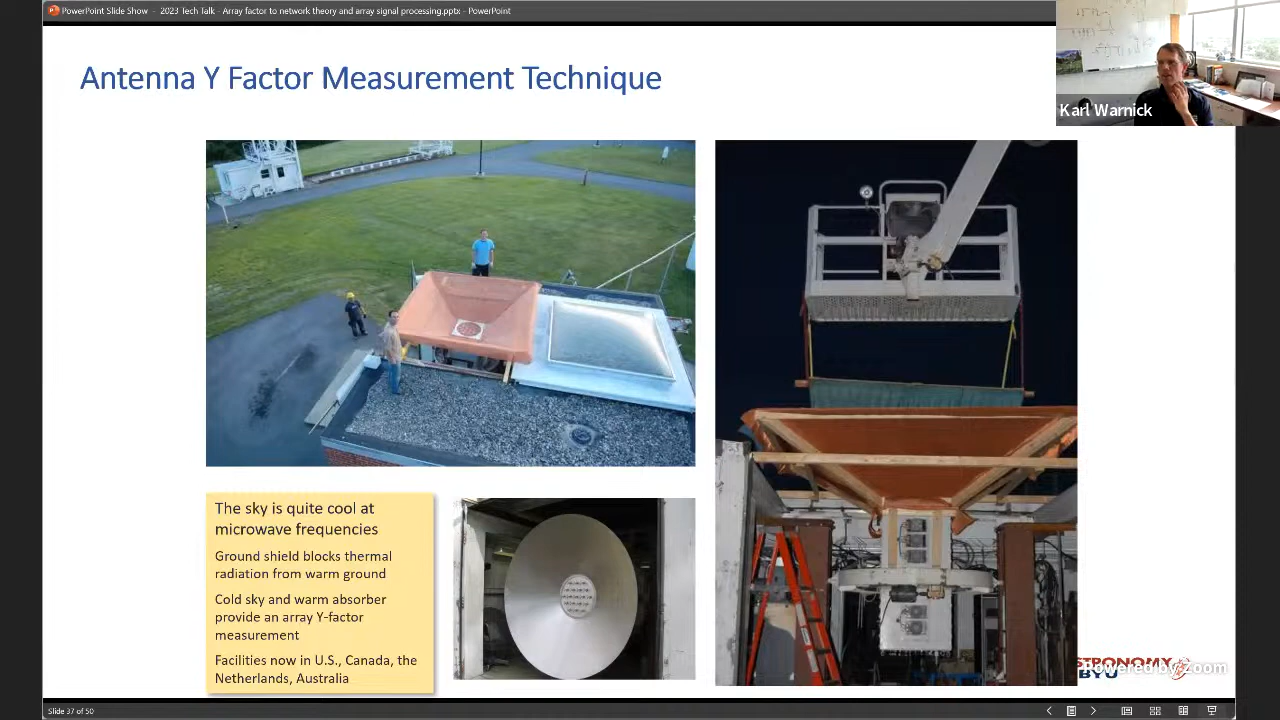 PowerPoint Slide Show - 2023 Tech Talk - Array factor to network theory and array signal processing.pptx - PowerPoint
Antenna Y Factor Measurement Technique
Karl Warnick
The sky is quite cool at
microwave frequencies
Ground shield blocks thermal
radiation from warm ground
Cold sky and warm absorber
provide an array Y-factor
measurement
Facilities now in U.S., Canada, the
Netherlands, Australia
Powered by Zoom
BYU
Slide 37 of 50